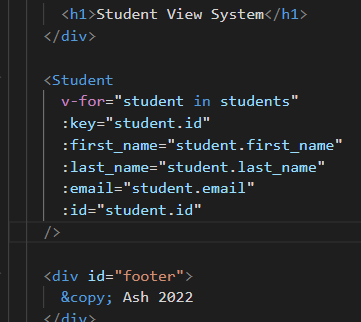 <h1>Student View System</h1>
</div>
<Student
v-for="student in students"
:key="student.id"
:first_name="student.first_name"
:last_name="student.last_name"
:email="student.email"
:id="student.id"
/>
<div id="footer">
&copy; Ash 2022
</div>